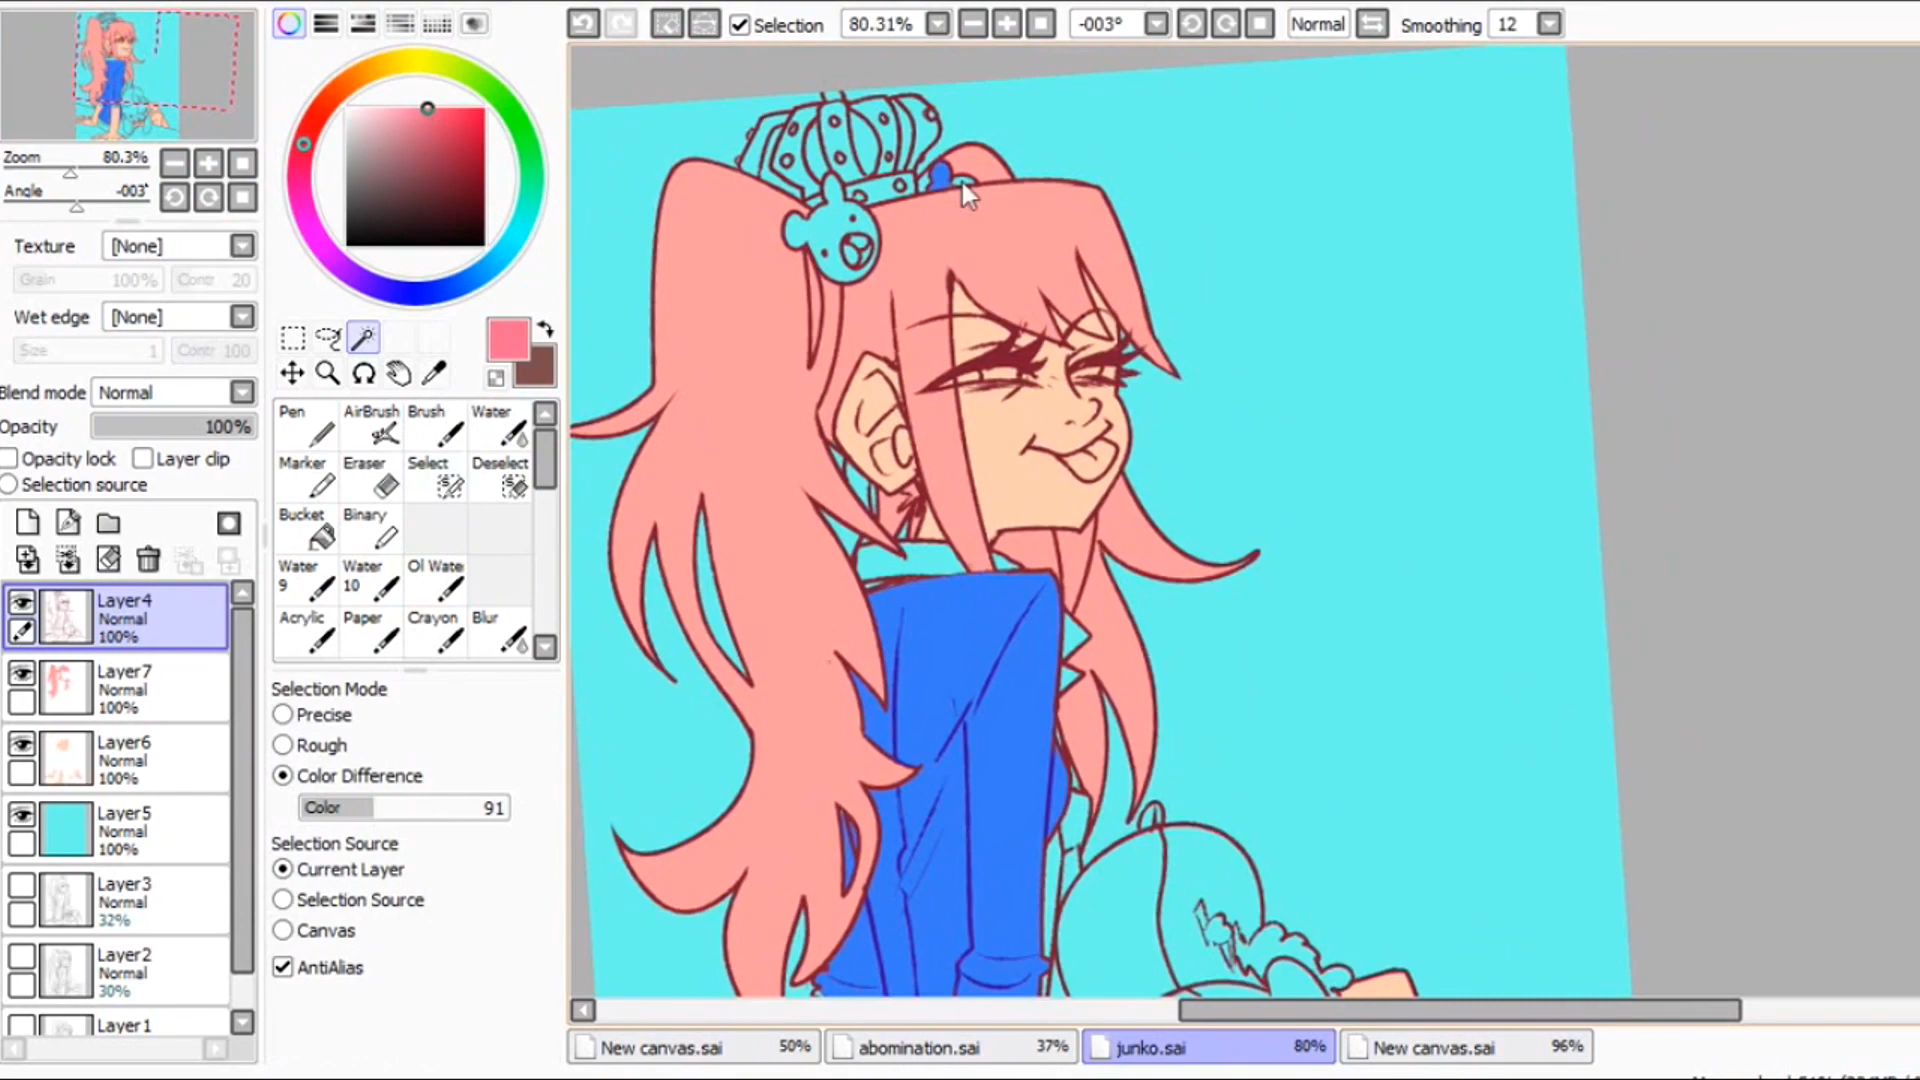 Selection
80.31%
-003°
Normal
Smoothing
12
Zoom
80.3%
Angle
-003°
Texture
[None]
Grain
100%
Contr
20
Wet edge
[None]
Size
1
Contr
100
Blend mode
Normal
Opacity
100%
Opacity lock
Layer clip
Selection source
Layer4
Normal
100%
Layer7
Normal
100%
Layer6
Normal
100%
Layer5
Normal
100%
Layer3
Normal
32%
Layer2
Normal
30%
Layer1
Pen
AirBrush
Brush
Water
Marker
Eraser
Select
Deselect
Bucket
Binary
Water 9
Water 10
Ol Wate
Acrylic
Paper
Crayon
Blur
Selection Mode
Precise
Rough
Color Difference
Color
91
Selection Source
Current Layer
Selection Source
Canvas
AntiAlias
New canvas.sai
50%
abomination.sai
37%
junko.sai
80%
New canvas.sai
96%